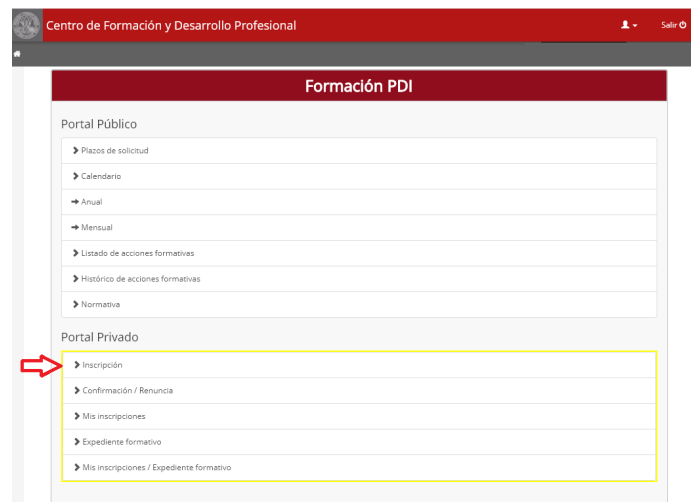 Centro de Formación y Desarrollo Profesional
Salir
Formación PDI
Portal Público
Plazos de solicitud
Calendario
Anual
Mensual
Listado de acciones formativas
Histórico de acciones formativas
Normativa
Portal Privado
Inscripción
Confirmación / Renuncia
Mis inscripciones
Expediente formativo
Mis inscripciones / Expediente formativo